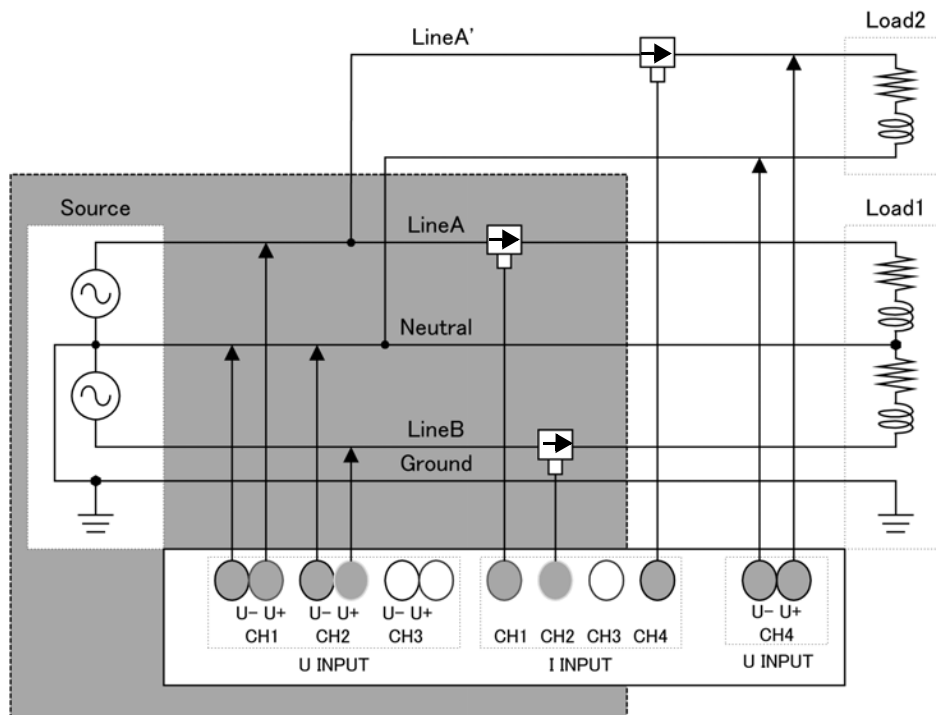 Load2
LineA'
Source
LineA
Load1
Neutral
LineB
Ground
U- U+ U- U+ U- U+
CH1 CH2 CH3
U INPUT
CH1 CH2 CH3 CH4
I INPUT
U- U+
CH4
U INPUT